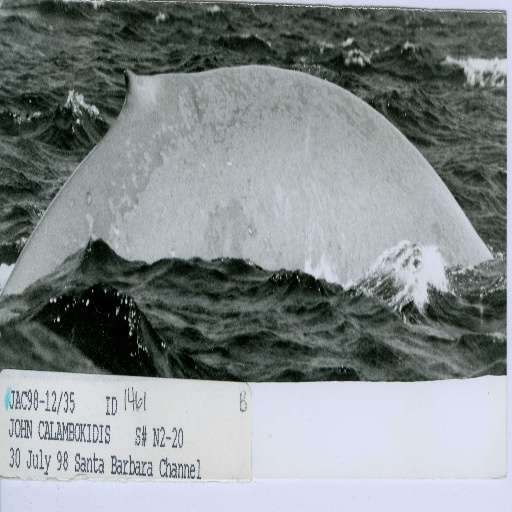 JAC98-12/35 ID 1461 B
JOHN CALAMBOKIDIS S# N2-20
30 July 98 Santa Barbara Channel